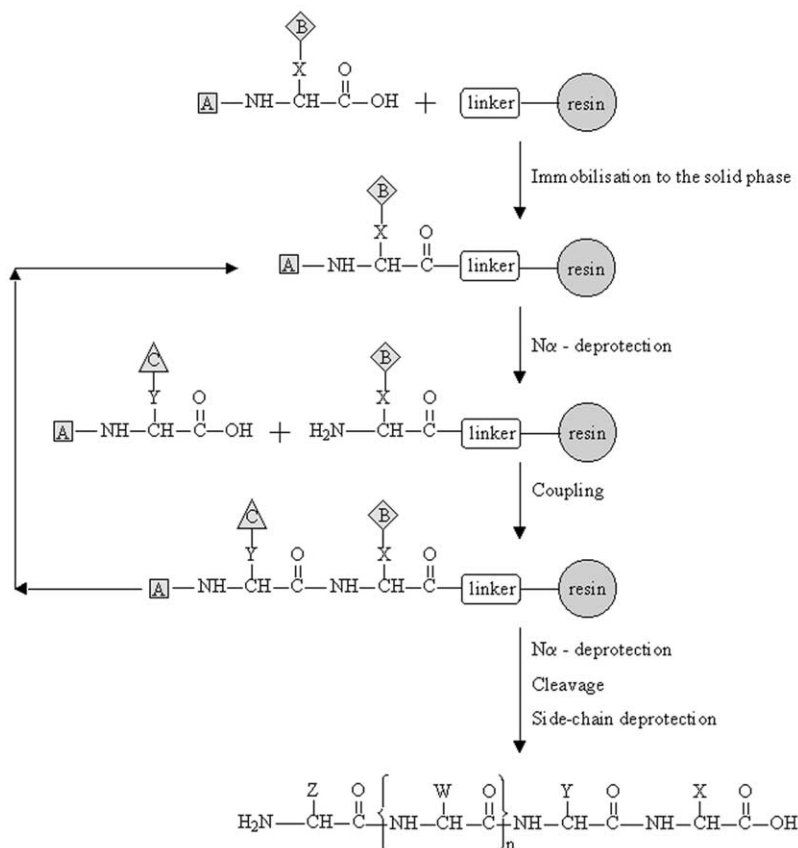 B
X O
A—NH—CH—C—OH + linker resin
Immobilisation to the solid phase
B
X O
A—NH—CH—C—linker resin
Nα - deprotection
C B
Y O X O
A—NH—CH—C—OH + H₂N—CH—C—linker resin
Coupling
C B
Y O X O
A—NH—CH—C—NH—CH—C—linker resin
Nα - deprotection
Cleavage
Side-chain deprotection
Z O W O Y O X O
H₂N—CH—C{NH—CH—C}ₙNH—CH—C—NH—CH—C—OH